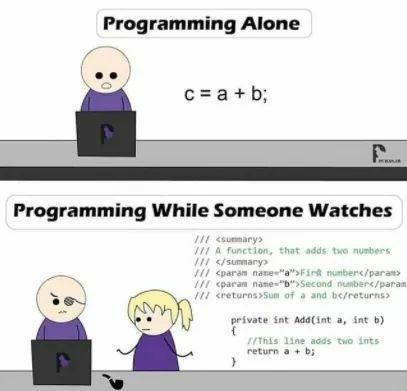 Programming Alone
c = a + b;
Programming While Someone Watches
/// <summary>
/// A function, that adds two numbers
/// </summary>
/// <param name="a">First number</param>
/// <param name="b">Second number</param
/// <returns>Sum of a and b</returns>
private int Add(int a, int b)
{
//This line adds two ints
return a + b;
}